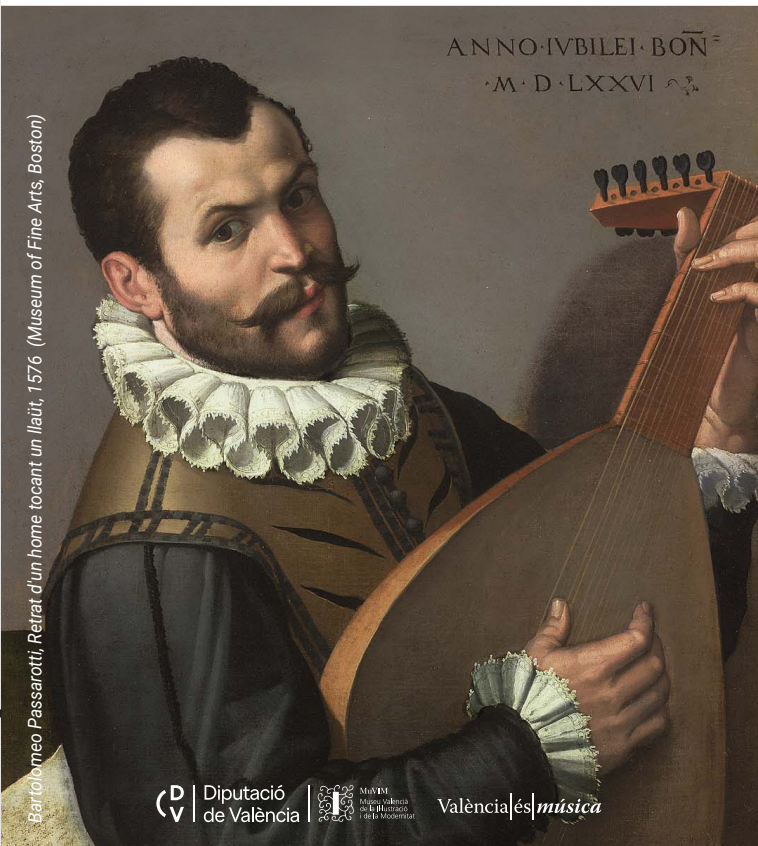 ANNO·IVBILEI·BOÑ=
·M·D·LXXVI
Bartolomeo Passarotti, Retrat d'un home tocant un llaüt, 1576 (Museum of Fine Arts, Boston)
CDV
Diputació
de València
MuVIM
Museu Valencià
de la Il·lustració
i de la Modernitat
València|és|música